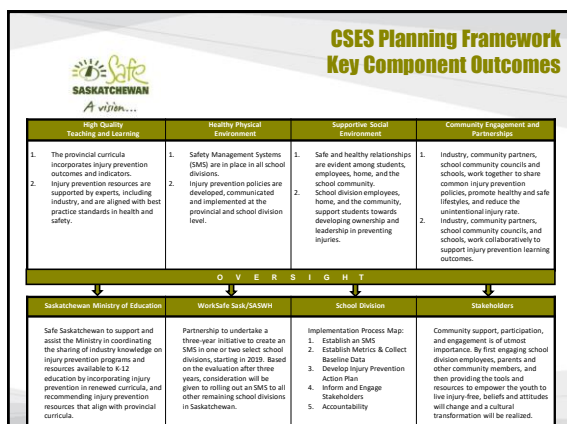 CSES Planning Framework
Key Component Outcomes
Safe
SASKATCHEWAN
A vision...
High Quality
Teaching and Learning
1. The provincial curricula
incorporates injury prevention
outcomes and indicators.
2. Injury prevention resources are
supported by experts, including
industry, and are aligned with best
practice standards in health and
safety.
Healthy Physical
Environment
1. Safety Management Systems
(SMS) are in place in all school
divisions.
2. Injury prevention policies are
developed, communicated
and implemented at the
provincial and school division
level.
Supportive Social
Environment
1. Safe and healthy relationships
are evident among students,
employees, home, and the
school community.
2. School division employees,
home, and the community,
support students towards
developing ownership and
leadership in preventing
injuries.
Community Engagement and
Partnerships
1. Industry, community partners,
school community councils and
schools, work together to share
common injury prevention
policies, promote healthy and safe
lifestyles, and reduce the
unintentional injury rate.
2. Industry, community partners,
school community councils, and
schools, work collaboratively to
support injury prevention learning
outcomes.
O V E R S I G H T
Saskatchewan Ministry of Education
Safe Saskatchewan to support and
assist the Ministry in coordinating
the sharing of industry knowledge on
injury prevention programs and
resources available to K-12
education by incorporating injury
prevention in renewed curricula, and
recommending injury prevention
resources that align with provincial
curricula.
WorkSafe Sask/SASWH
Partnership to undertake a
three-year initiative to create an
SMS in one or two select school
divisions, starting in 2019. Based
on the evaluation after three
years, consideration will be
given to rolling out an SMS to all
other remaining school divisions
in Saskatchewan.
School Division
Implementation Process Map:
1. Establish an SMS
2. Establish Metrics & Collect
Baseline Data
3. Develop Injury Prevention
Action Plan
4. Inform and Engage
Stakeholders
5. Accountability
Stakeholders
Community support, participation,
and engagement is of utmost
importance. By first engaging school
division employees, parents and
other community members, and
then providing the tools and
resources to empower the youth to
live injury-free, beliefs and attitudes
will change and a cultural
transformation will be realized.